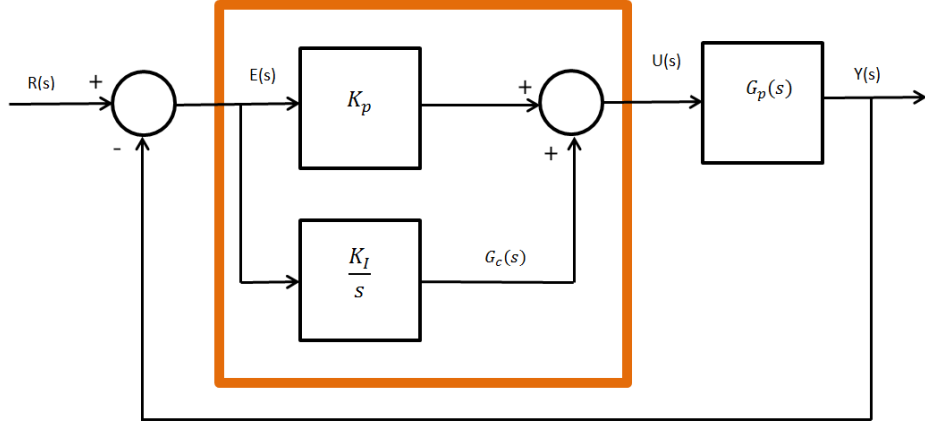 R(s)
+
-
E(s)
K_p
+
+
U(s)
G_p(s)
Y(s)
K_I
s
G_c(s)